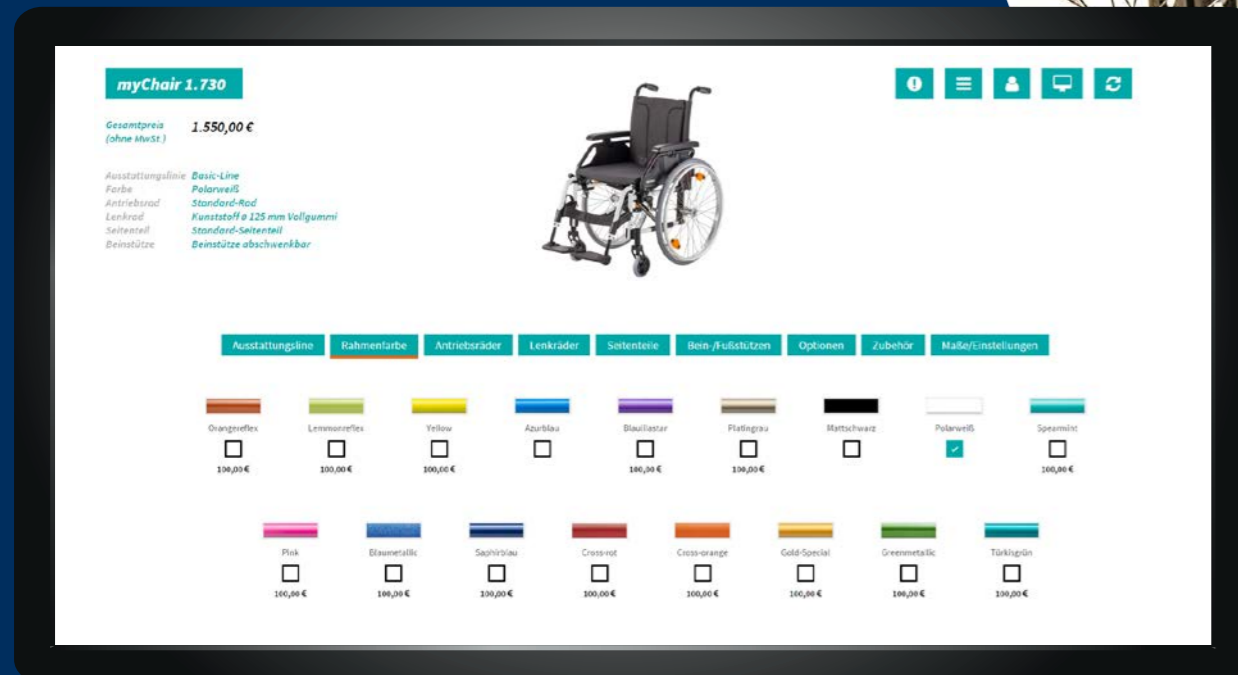 myChair 1.730
Gesamtpreis 1.550,00 €
(ohne MwSt.)
Ausstattungslinie Basic-Line
Farbe Polarweiß
Antriebsrad Standard-Rad
Lenkrad Kunststoff ø 125 mm Vollgummi
Seitenteil Standard-Seitenteil
Beinstütze Beinstütze abschwenkbar
Ausstattungsline Rahmenfarbe Antriebsräder Lenkräder Seitenteile Bein-/Fußstützen Optionen Zubehör Maße/Einstellungen
Orangereflex Lemmonreflex Yellow Azurblau Blaulilastar Platingrau Mattschwarz Polarweiß Spearmint
100,00 € 100,00 € 100,00 € 100,00 € 100,00 € 100,00 €
Pink Blaumetallic Saphirblau Cross-rot Cross-orange Gold-Special Greenmetallic Türkisgrün
100,00 € 100,00 € 100,00 € 100,00 € 100,00 € 100,00 € 100,00 € 100,00 €